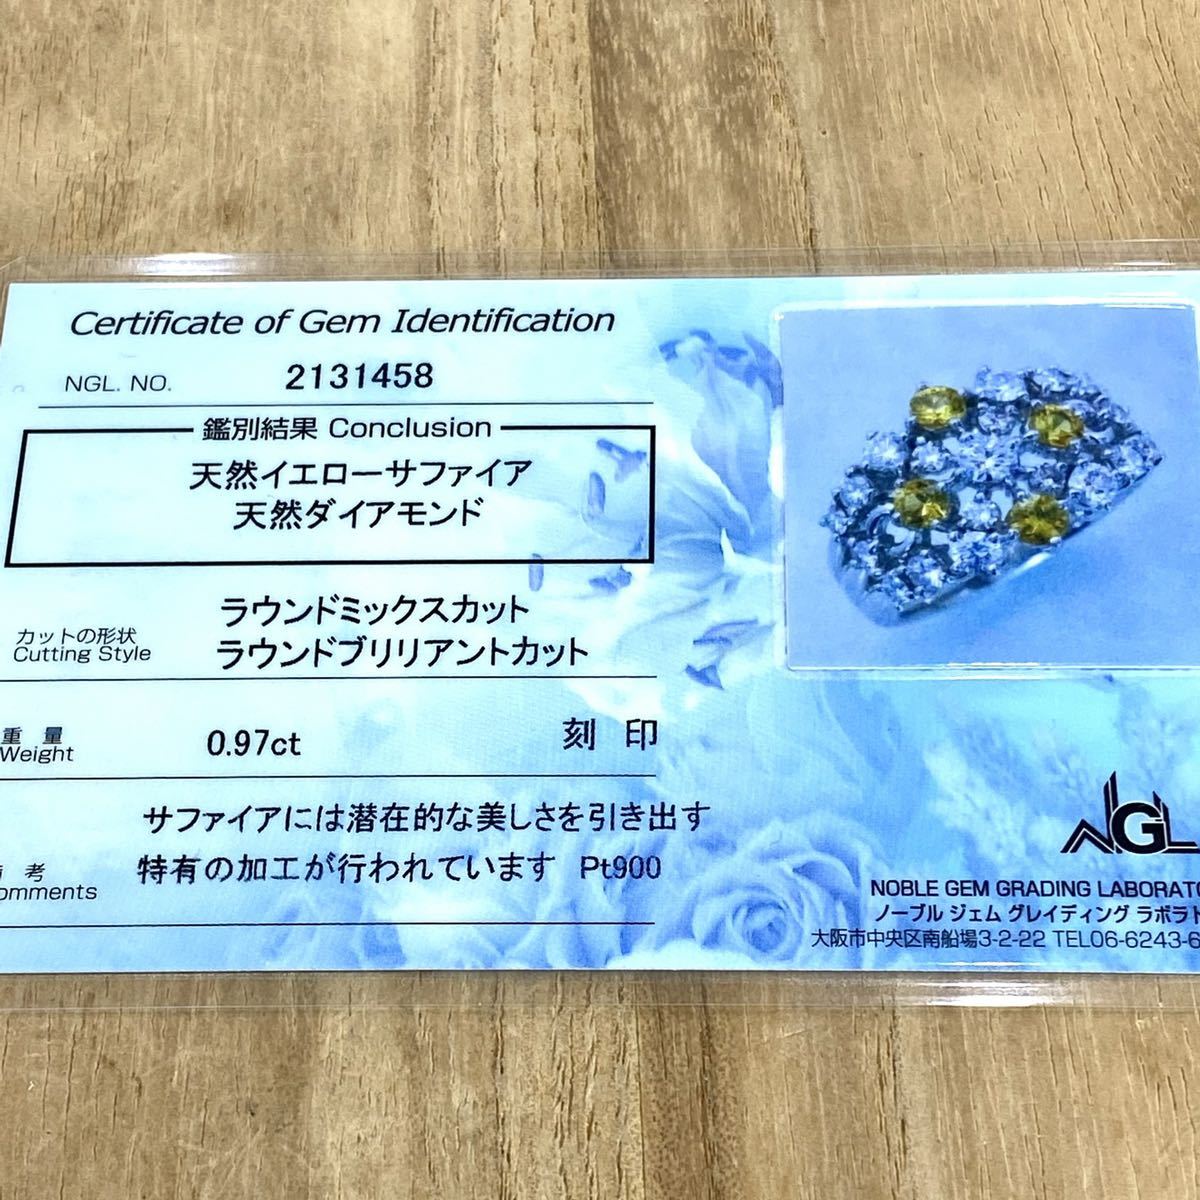 Certificate of Gem Identification
NGL. NO. 2131458
鑑別結果 Conclusion
天然イエローサファイア
天然ダイアモンド
カットの形状
Cutting Style
ラウンドミックスカット
ラウンドブリリアントカット
重 量
Weight
0.97ct
刻 印
サファイアには潜在的な美しさを引き出す
特有の加工が行われています Pt900
考
omments
NGL
NOBLE GEM GRADING LABORATO
ノーブル ジェム グレイディング ラボラト
大阪市中央区南船場3-2-22 TEL06-6243-6